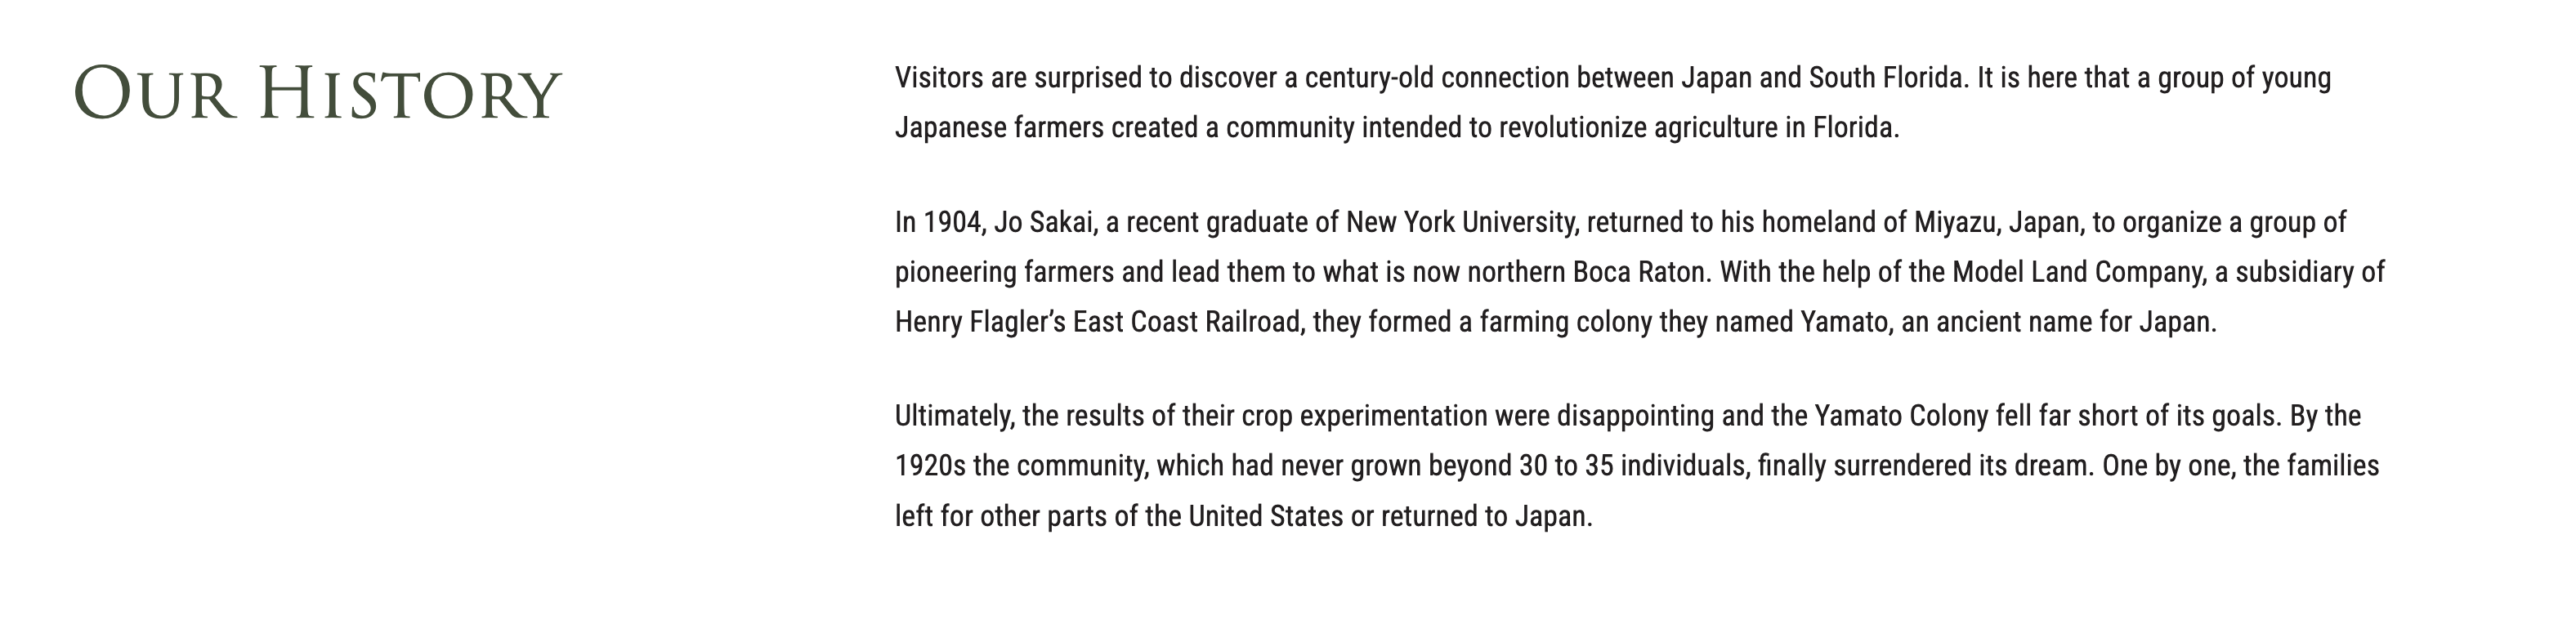 OUR HISTORY
Visitors are surprised to discover a century-old connection between Japan and South Florida. It is here that a group of young
Japanese farmers created a community intended to revolutionize agriculture in Florida.
In 1904, Jo Sakai, a recent graduate of New York University, returned to his homeland of Miyazu, Japan, to organize a group of
pioneering farmers and lead them to what is now northern Boca Raton. With the help of the Model Land Company, a subsidiary of
Henry Flagler’s East Coast Railroad, they formed a farming colony they named Yamato, an ancient name for Japan.
Ultimately, the results of their crop experimentation were disappointing and the Yamato Colony fell far short of its goals. By the
1920s the community, which had never grown beyond 30 to 35 individuals, finally surrendered its dream. One by one, the families
left for other parts of the United States or returned to Japan.